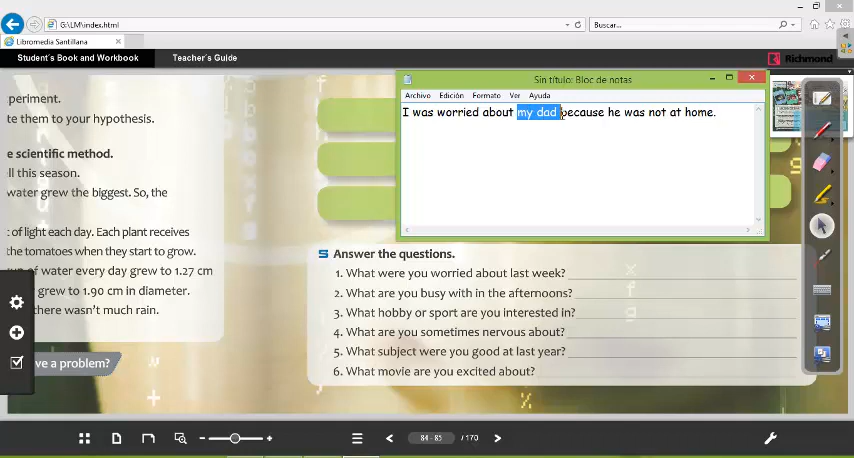 G:\LM\index.html
Buscar...
Libromedia Santillana
Student's Book and Workbook Teacher's Guide
Richmond
Sin título: Bloc de notas
Archivo Edición Formato Ver Ayuda
I was worried about my dad because he was not at home.
periment.
te them to your hypothesis.
e scientific method.
ll this season.
water grew the biggest. So, the
of light each day. Each plant receives
the tomatoes when they start to grow.
of water every day grew to 1.27 cm
grew to 1.90 cm in diameter.
there wasn't much rain.
ve a problem?
5 Answer the questions.
1. What were you worried about last week?
2. What are you busy with in the afternoons?
3. What hobby or sport are you interested in?
4. What are you sometimes nervous about?
5. What subject were you good at last year?
6. What movie are you excited about?
84 - 85 / 170